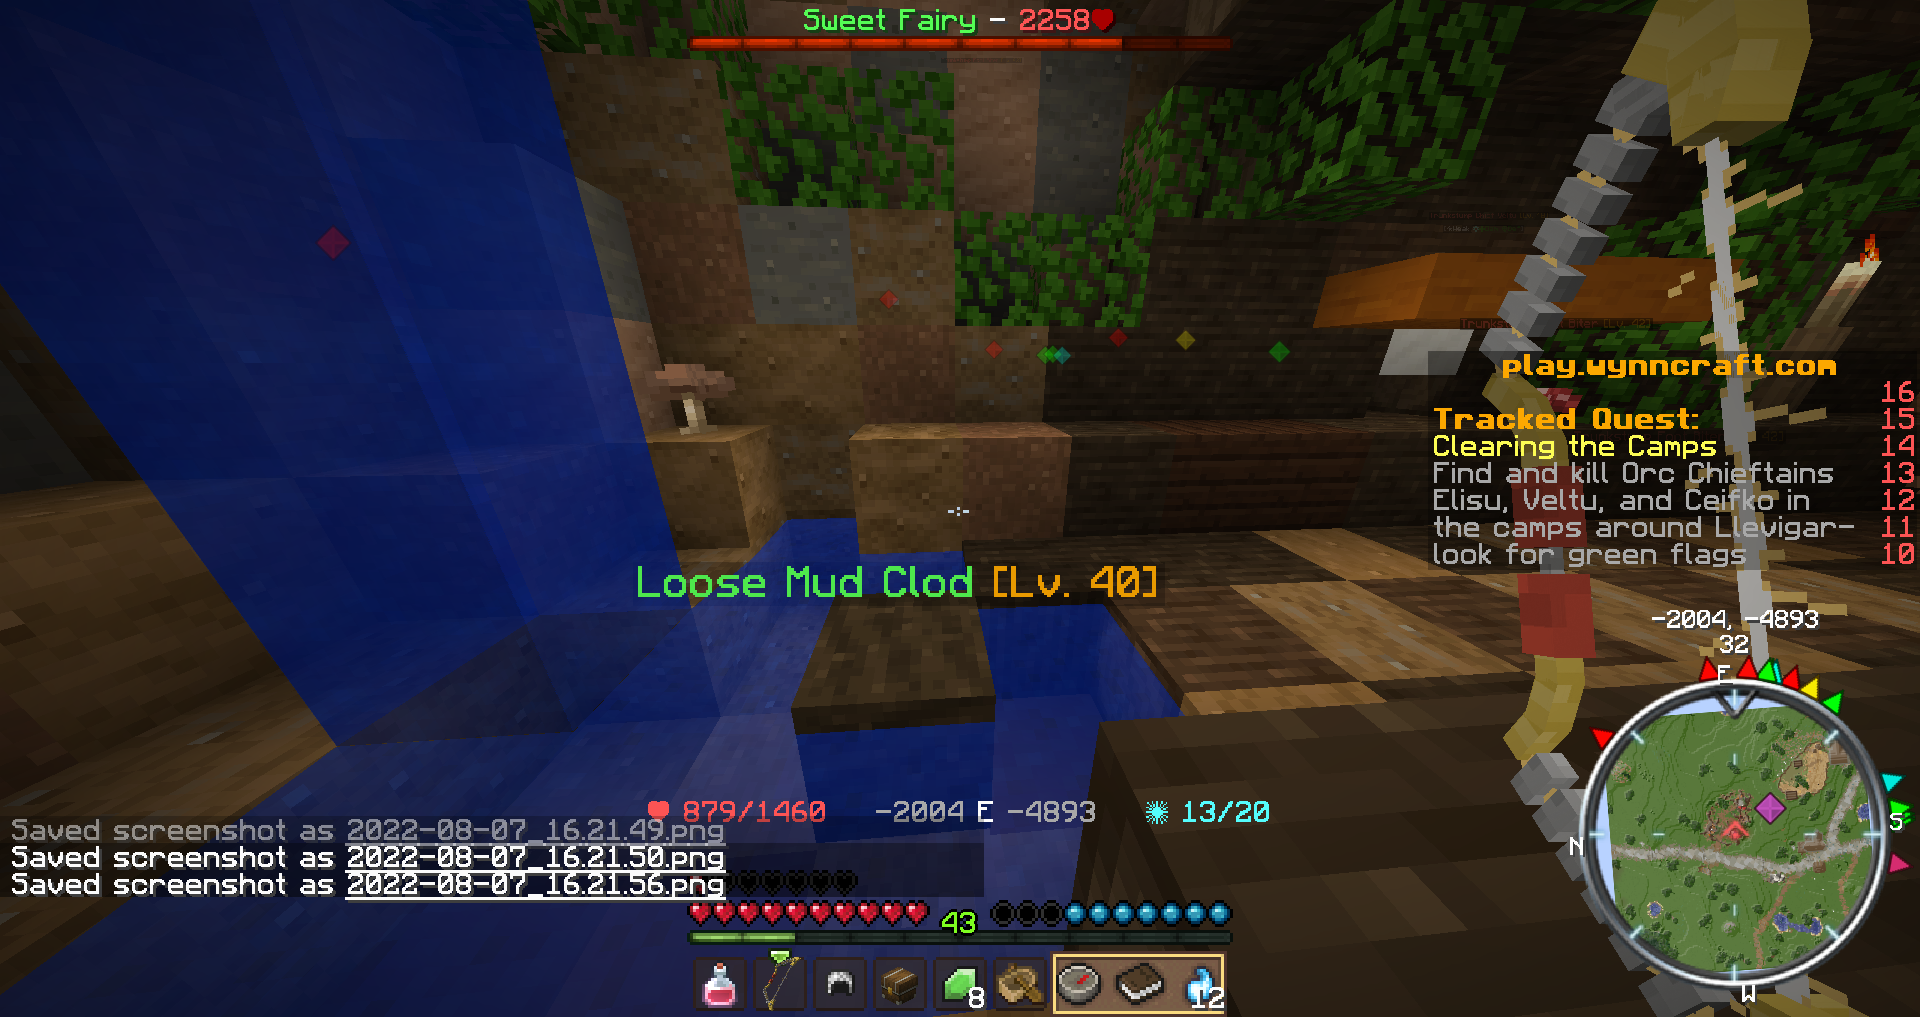 Sweet Fairy - 2258
play.wynncraft.com
16
Tracked Quest: 15
Clearing the Camps 14
Find and kill Orc Chieftains 13
Elisu, Veltu, and Ceifko in 12
the camps around Llevigar- 11
look for green flags 10
Loose Mud Clod [Lv. 40]
-2004, -4893
32
E
N
S
W
879/1460 -2004 E -4893 13/20
Saved screenshot as 2022-08-07_16.21.49.png
Saved screenshot as 2022-08-07_16.21.50.png
Saved screenshot as 2022-08-07_16.21.56.png
43
8
12